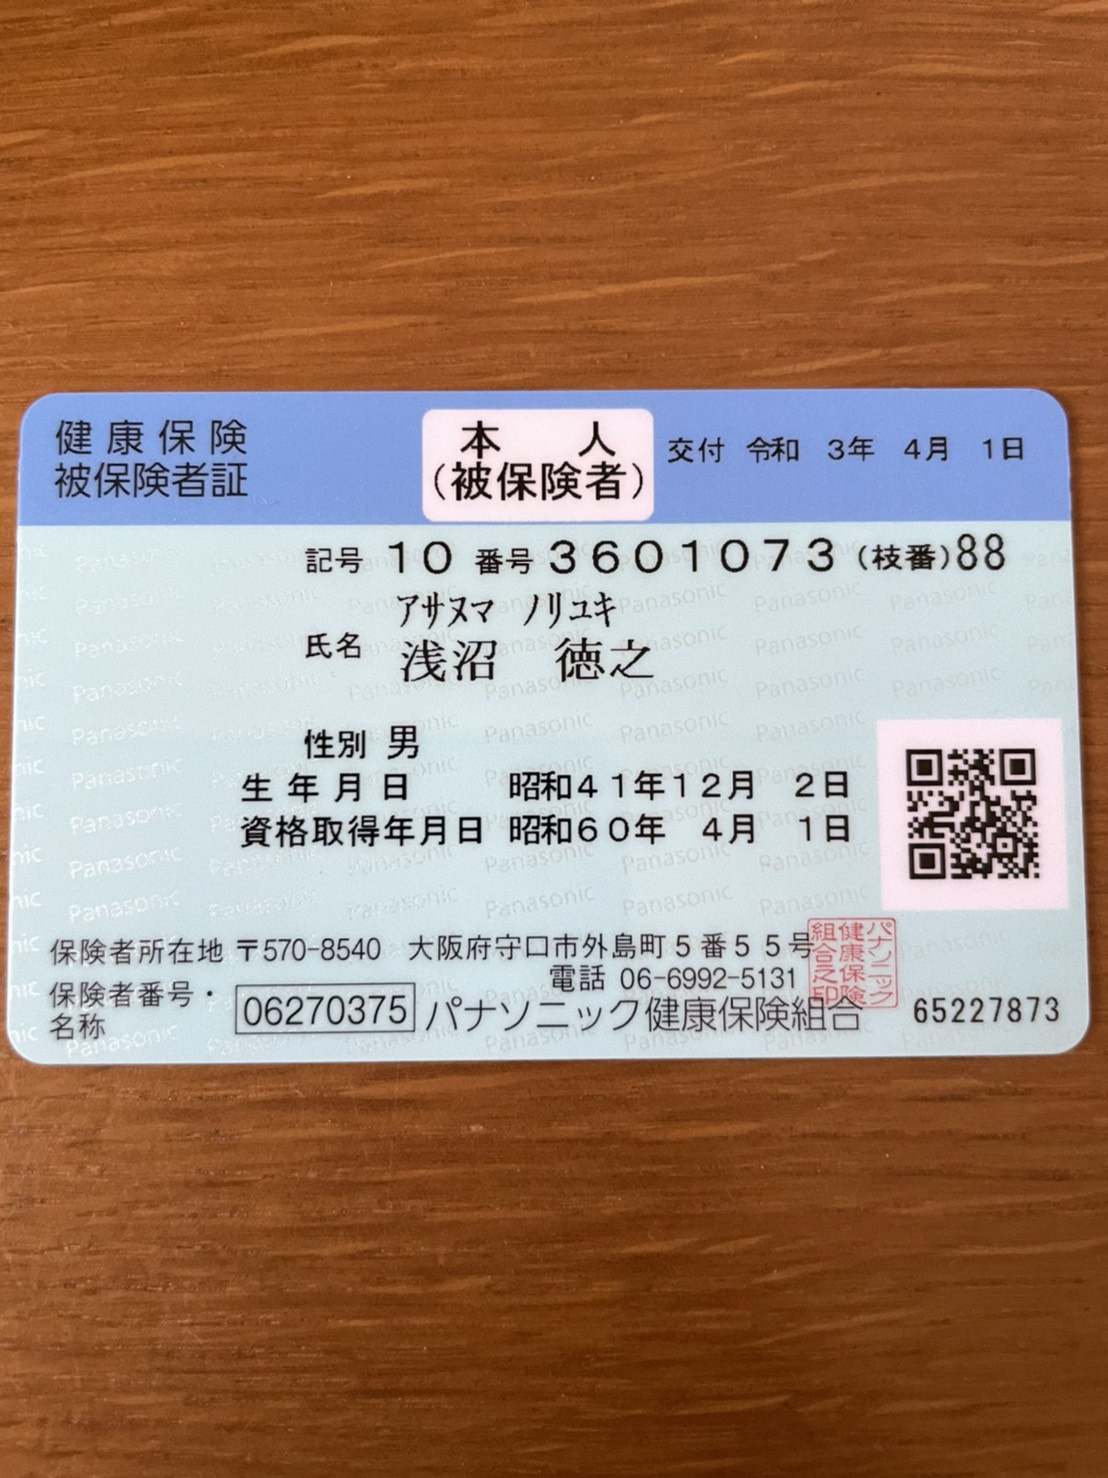 健康保険
被保険者証
本人
(被保険者)
交付 令和 3年 4月 1日
記号 10 番号 3601073 (枝番)88
アサヌマ ノリユキ
氏名 浅沼 徳之
性別 男
生年月日 昭和41年12月 2日
資格取得年月日 昭和60年 4月 1日
保険者所在地 〒570-8540 大阪府守口市外島町5番55号
電話 06-6992-5131
保険者番号・
名称
06270375 パナソニック健康保険組合
65227873
パナソニック
健康保険
組合之印
Panasonic